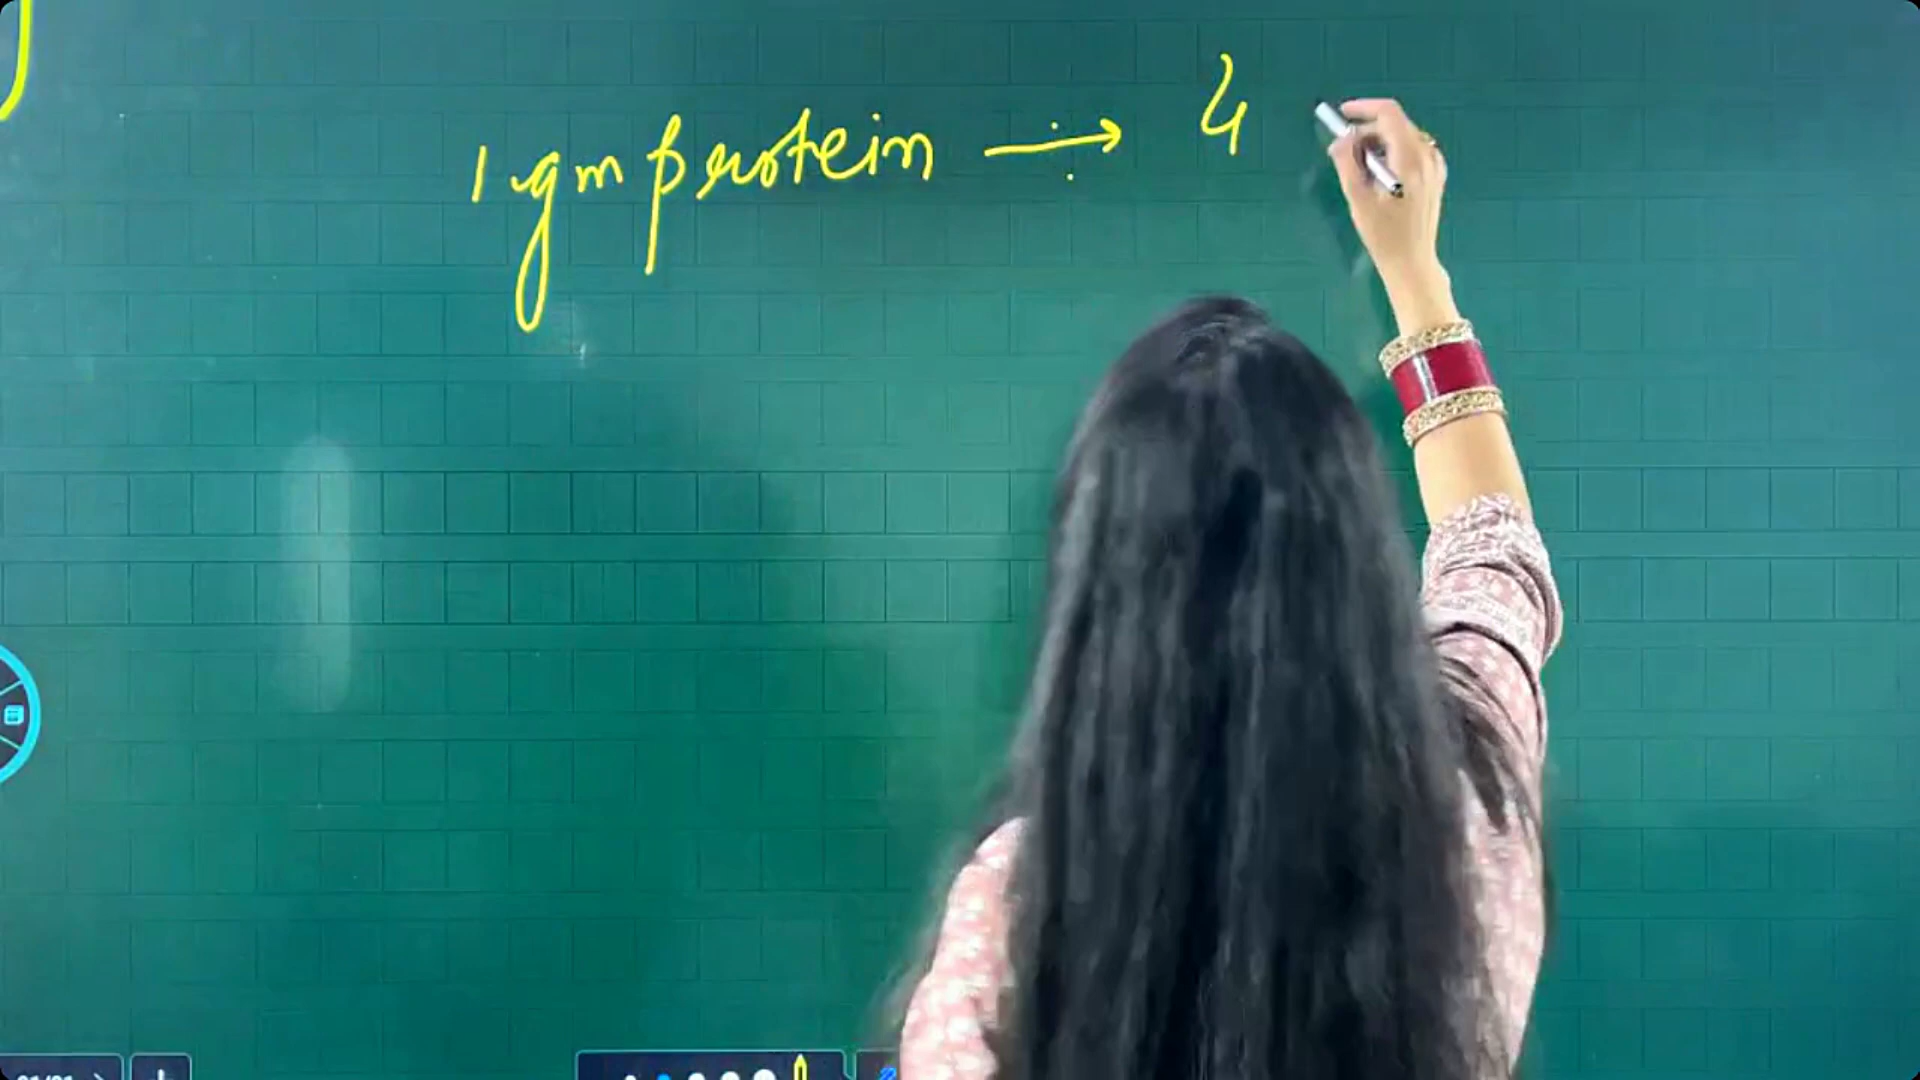 1 gm protein → 4